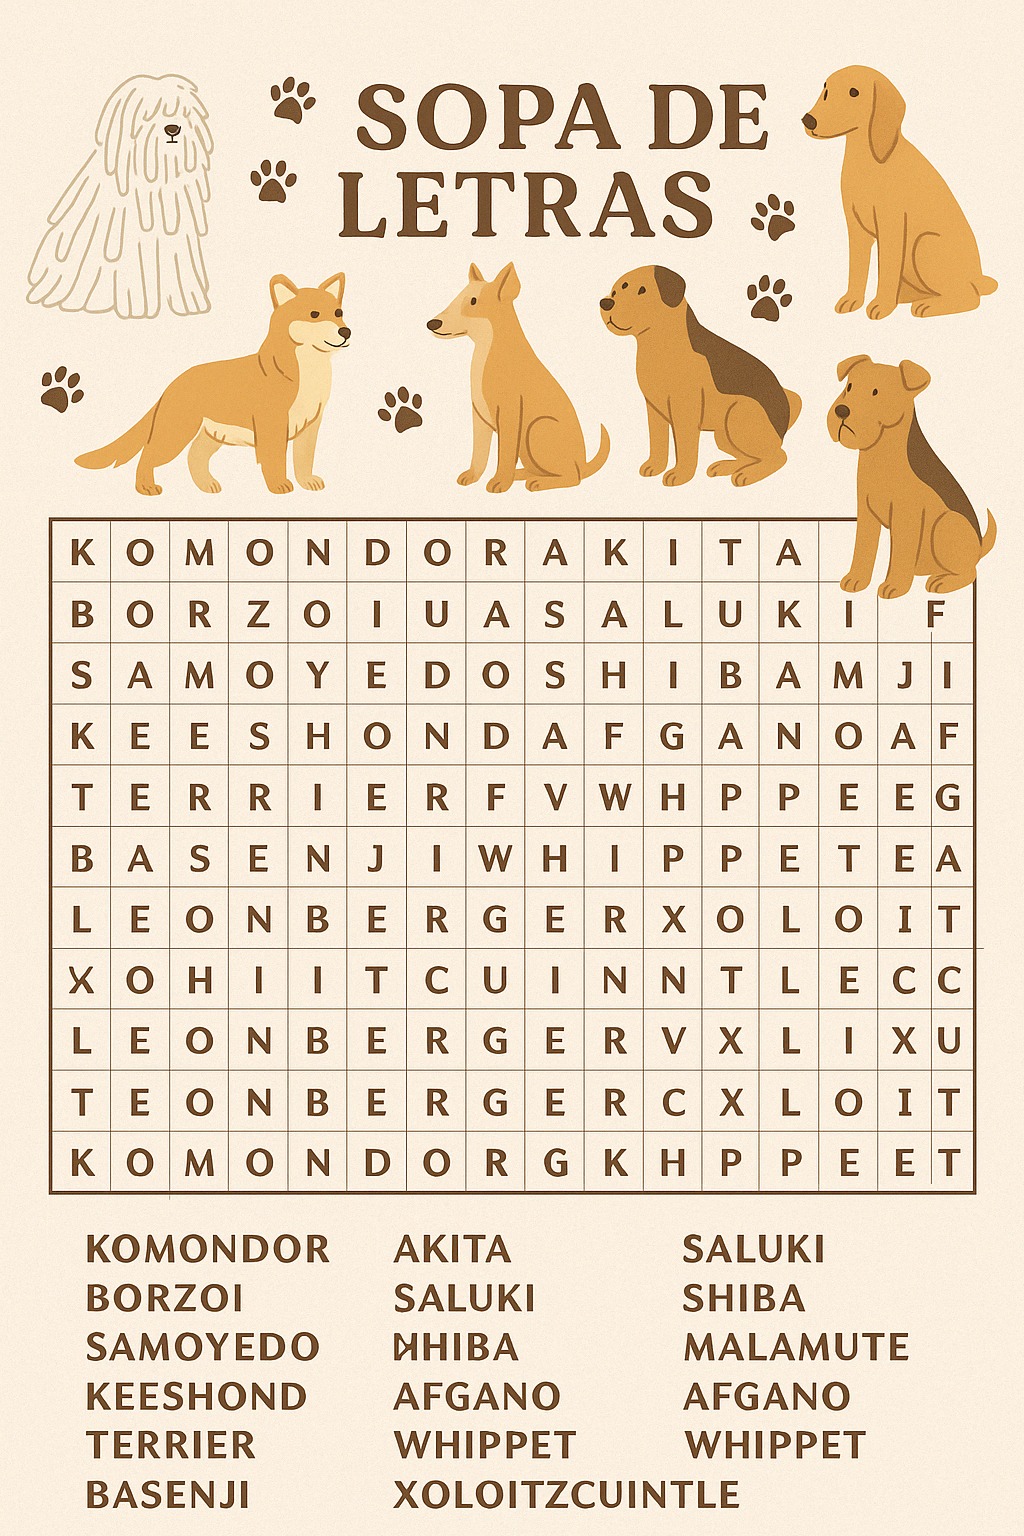 SOPA DE
LETRAS
K O M O N D O R A K I T A
B O R Z O I U A S A L U K I F
S A M O Y E D O S H I B A M J I
K E E S H O N D A F G A N O A F
T E R R I E R F V W H P P E E G
B A S E N J I W H I P P E T E A
L E O N B E R G E R X O L O I T
X O H I I T C U I N N T L E C C
L E O N B E R G E R V X L I X U
T E O N B E R G E R C X L O I T
K O M O N D O R G K H P P E E T
KOMONDOR AKITA SALUKI
BORZOI SALUKI SHIBA
SAMOYEDO MALAMUTE
KEESHOND AFGANO AFGANO
TERRIER WHIPPET WHIPPET
BASENJI XOLOITZCUINTLE